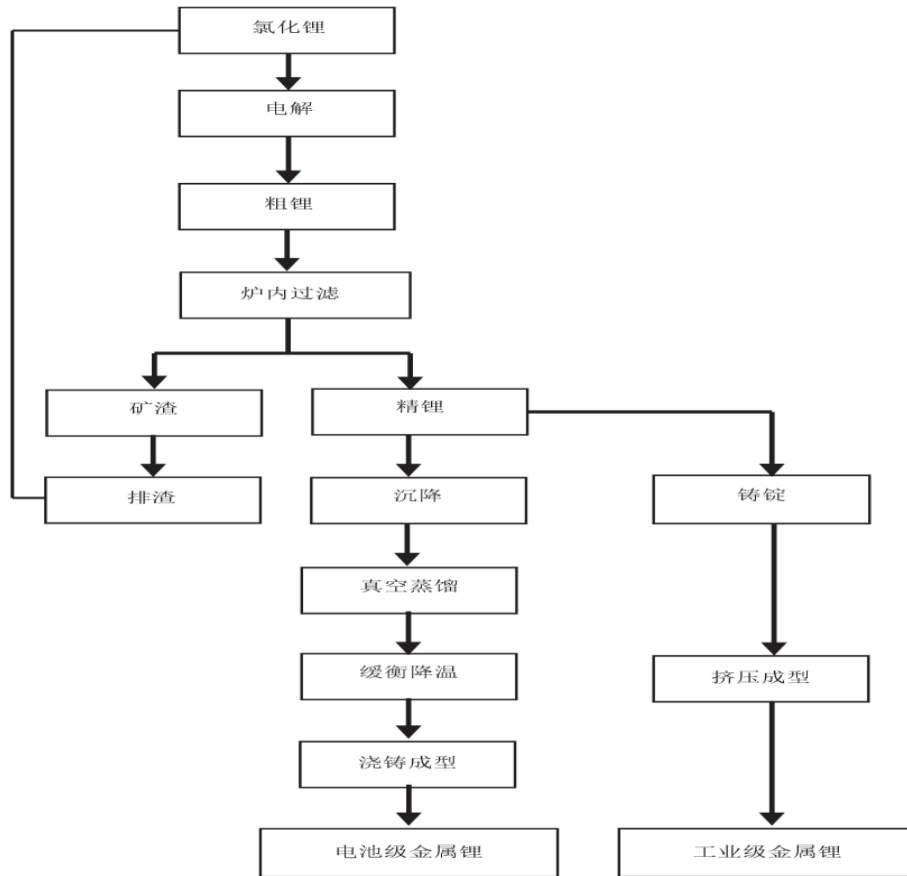 氯化锂
电解
粗锂
炉内过滤
矿渣
精锂
排渣
沉降
铸锭
真空蒸馏
缓衡降温
挤压成型
浇铸成型
电池级金属锂
工业级金属锂